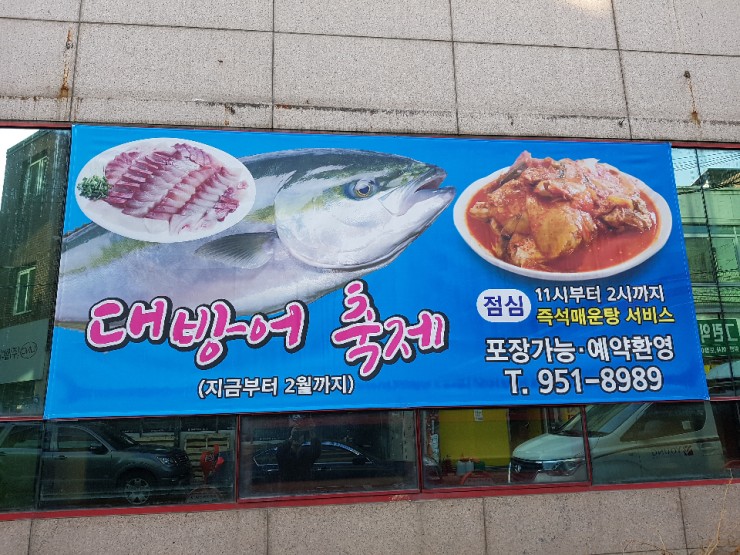 대방어 축제
(지금부터 2월까지)
점심
11시부터 2시까지
즉석매운탕 서비스
포장가능·예약환영
T. 951-8989